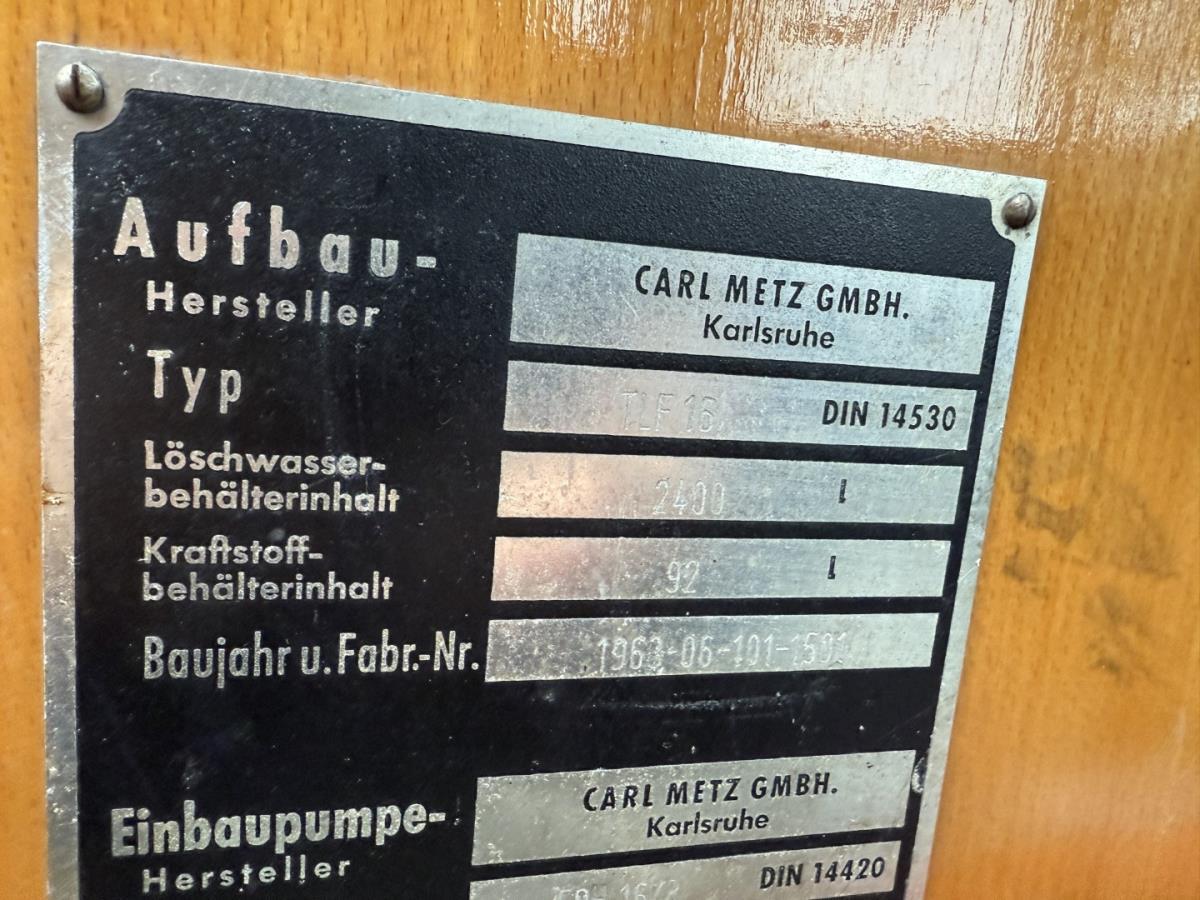 Aufbau-
Hersteller
CARL METZ GMBH.
Karlsruhe
Typ
TLF 16
DIN 14530
Löschwasser-
behälterinhalt
2400 L
Kraftstoff-
behälterinhalt
92 L
Baujahr u. Fabr.-Nr.
Einbaupumpe-
Hersteller
CARL METZ GMBH.
Karlsruhe
DIN 14420